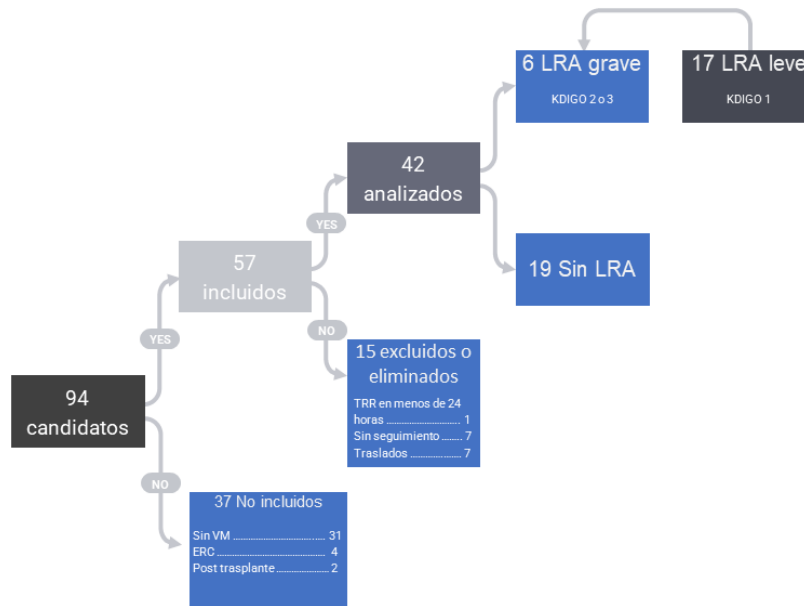 6 LRA grave
KDIGO 2 o 3
17 LRA leve
KDIGO 1
42
analizados
YES
19 Sin LRA
57
incluidos
NO
YES
15 excluidos o
eliminados
TRR en menos de 24
horas ................................ 1
Sin seguimiento ....... 7
Traslados ................... 7
94
candidatos
NO
37 No incluidos
Sin VM ................................ 31
ERC ..................................... 4
Post trasplante .................. 2